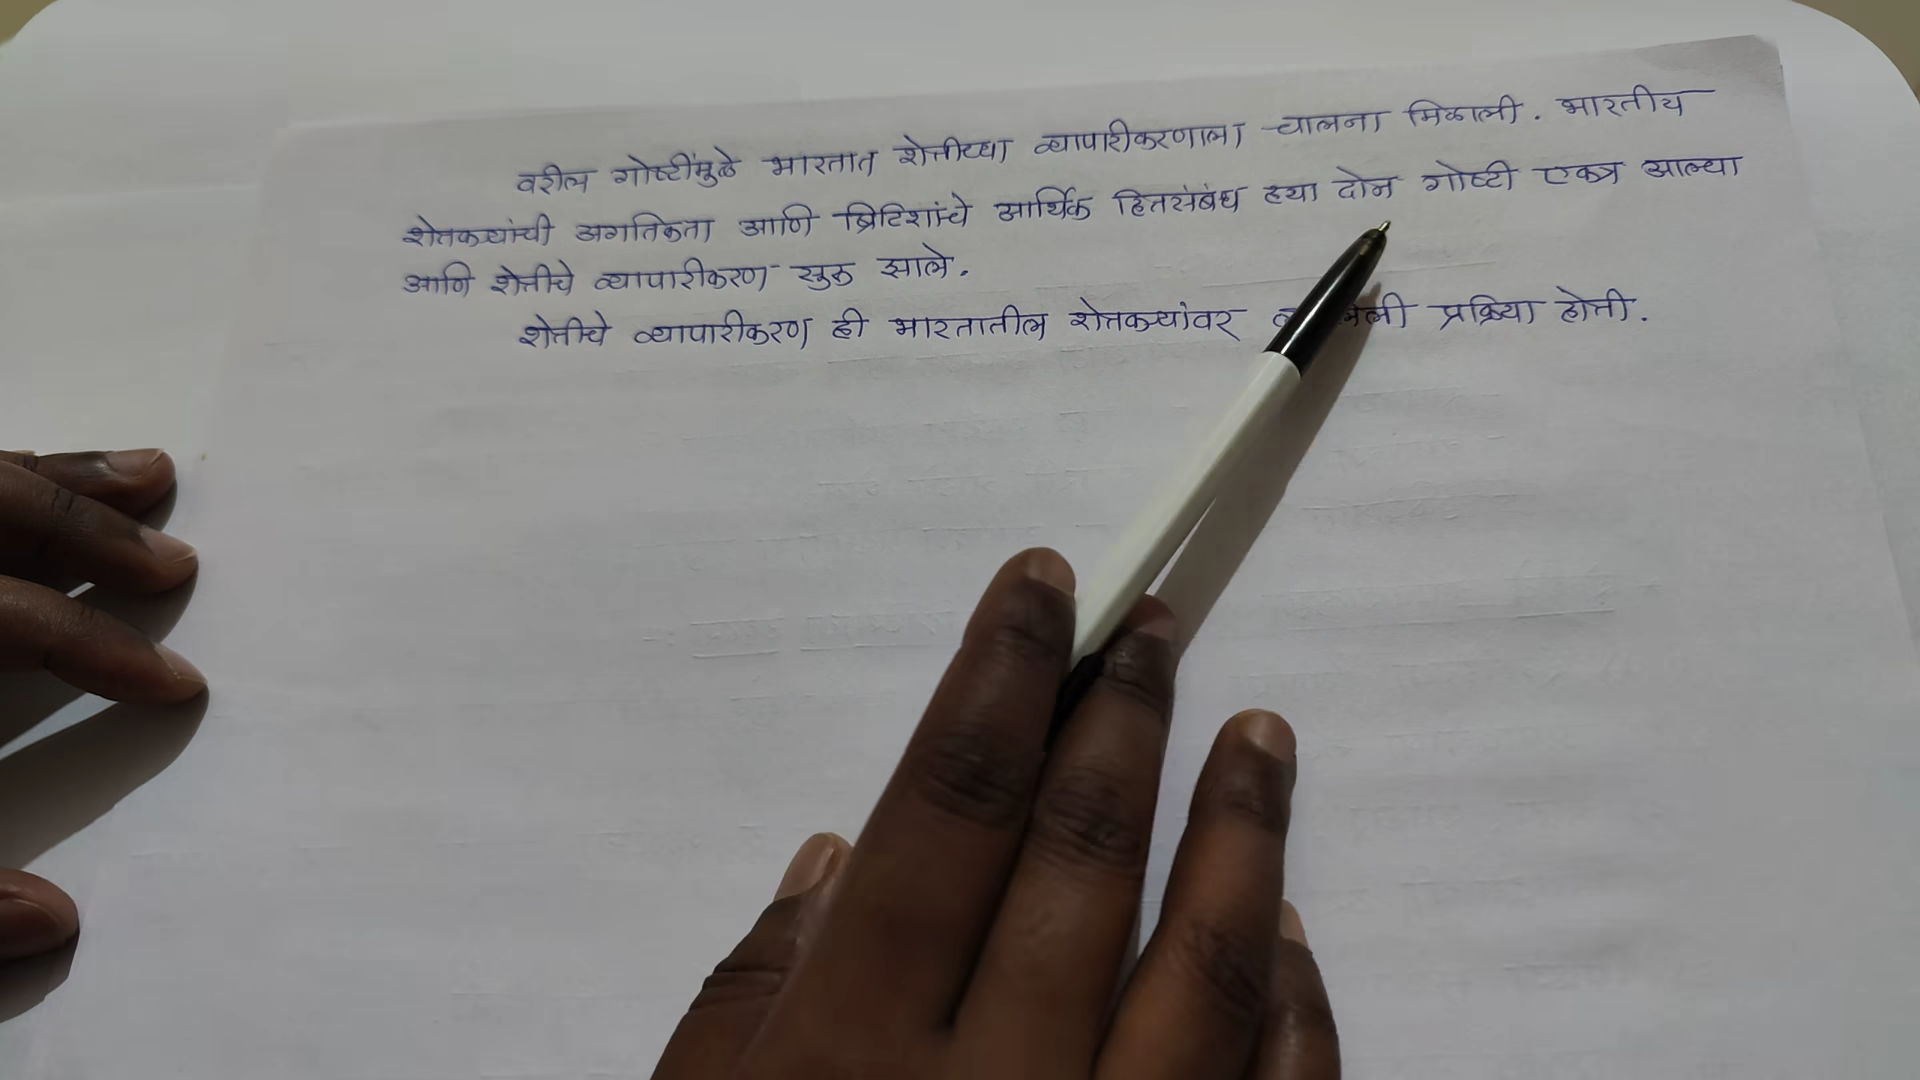 वरील गोष्टींमुळे भारतात शेतीच्या व्यापारीकरणाला चालना मिळाली. भारतीय
शेतकऱ्यांची अगतिकता आणि ब्रिटिशांचे आर्थिक हितसंबंध ह्या दोन गोष्टी एकत्र आल्या
आणि शेतीचे व्यापारीकरण सुरु झाले.
शेतीचे व्यापारीकरण ही भारतातील शेतकऱ्यांवर प्रक्रिया होती.